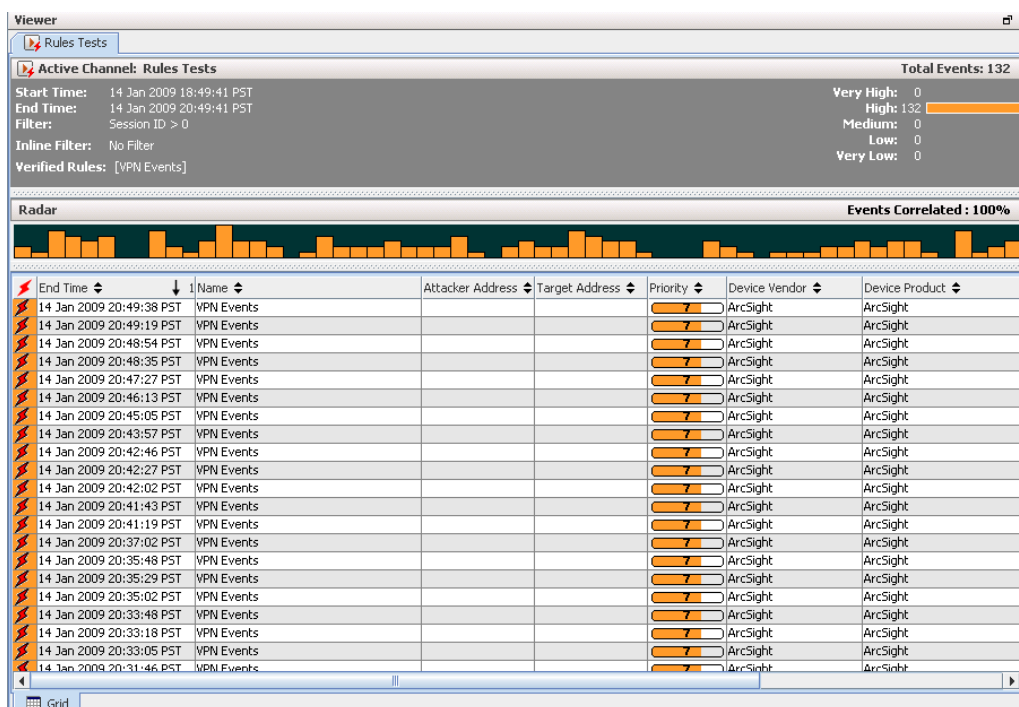 Viewer
Rules Tests
Active Channel: Rules Tests Total Events: 132
Start Time: 14 Jan 2009 18:49:41 PST Very High: 0
End Time: 14 Jan 2009 20:49:41 PST High: 132
Filter: Session ID > 0 Medium: 0
Inline Filter: No Filter Low: 0
Verified Rules: [VPN Events] Very Low: 0
Radar Events Correlated : 100%
End Time 1 Name Attacker Address Target Address Priority Device Vendor Device Product
14 Jan 2009 20:49:38 PST VPN Events 7 ArcSight ArcSight
14 Jan 2009 20:49:19 PST VPN Events 7 ArcSight ArcSight
14 Jan 2009 20:48:54 PST VPN Events 7 ArcSight ArcSight
14 Jan 2009 20:48:35 PST VPN Events 7 ArcSight ArcSight
14 Jan 2009 20:47:27 PST VPN Events 7 ArcSight ArcSight
14 Jan 2009 20:46:13 PST VPN Events 7 ArcSight ArcSight
14 Jan 2009 20:45:05 PST VPN Events 7 ArcSight ArcSight
14 Jan 2009 20:43:57 PST VPN Events 7 ArcSight ArcSight
14 Jan 2009 20:42:46 PST VPN Events 7 ArcSight ArcSight
14 Jan 2009 20:42:27 PST VPN Events 7 ArcSight ArcSight
14 Jan 2009 20:42:02 PST VPN Events 7 ArcSight ArcSight
14 Jan 2009 20:41:43 PST VPN Events 7 ArcSight ArcSight
14 Jan 2009 20:41:19 PST VPN Events 7 ArcSight ArcSight
14 Jan 2009 20:37:02 PST VPN Events 7 ArcSight ArcSight
14 Jan 2009 20:35:48 PST VPN Events 7 ArcSight ArcSight
14 Jan 2009 20:35:29 PST VPN Events 7 ArcSight ArcSight
14 Jan 2009 20:35:02 PST VPN Events 7 ArcSight ArcSight
14 Jan 2009 20:33:48 PST VPN Events 7 ArcSight ArcSight
14 Jan 2009 20:33:18 PST VPN Events 7 ArcSight ArcSight
14 Jan 2009 20:33:05 PST VPN Events 7 ArcSight ArcSight
14 Jan 2009 20:31:46 PST VPN Events 7 ArcSight ArcSight
Grid